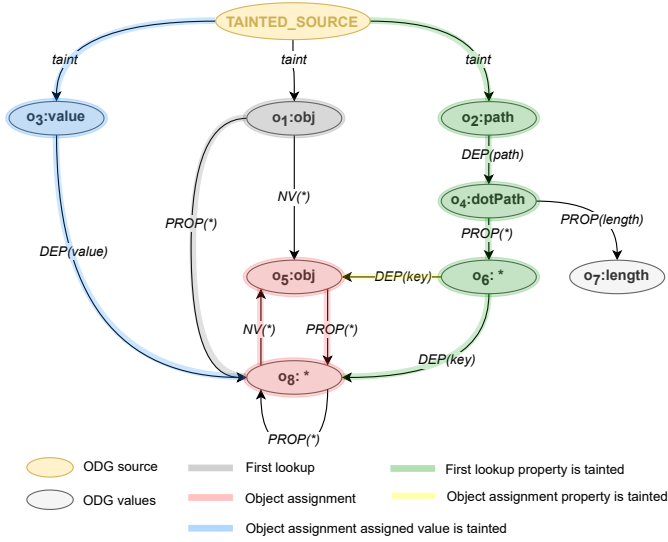 TAINTED_SOURCE
taint
taint
taint
o3:value
o1:obj
o2:path
DEP(path)
o4:dotPath
NV(*)
PROP(*)
PROP(*)
PROP(length)
DEP(value)
o5:obj
DEP(key)
o6: *
o7:length
NV(*)
PROP(*)
DEP(key)
o8: *
PROP(*)
ODG source
First lookup
First lookup property is tainted
ODG values
Object assignment
Object assignment property is tainted
Object assignment assigned value is tainted